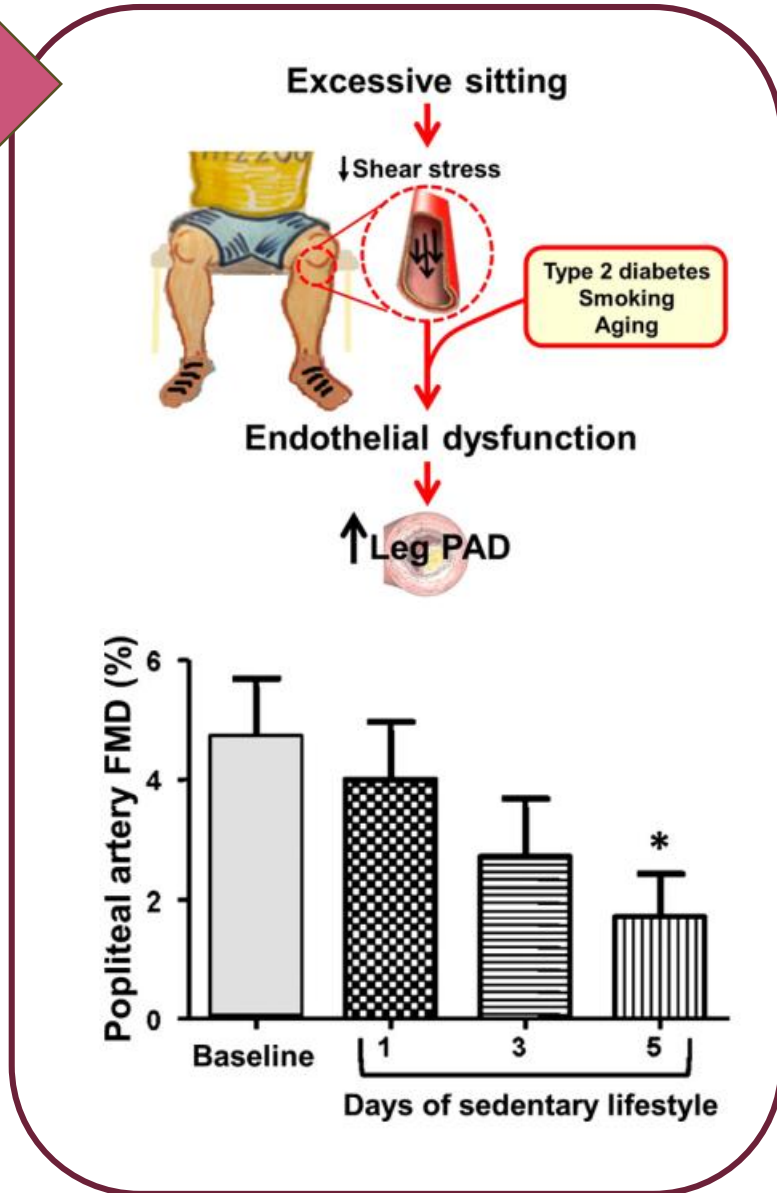 Excessive sitting
↓Shear stress
Type 2 diabetes
Smoking
Aging
Endothelial dysfunction
↑Leg PAD
Popliteal artery FMD (%)
6
4
2
0
*
Baseline
1
3
5
Days of sedentary lifestyle